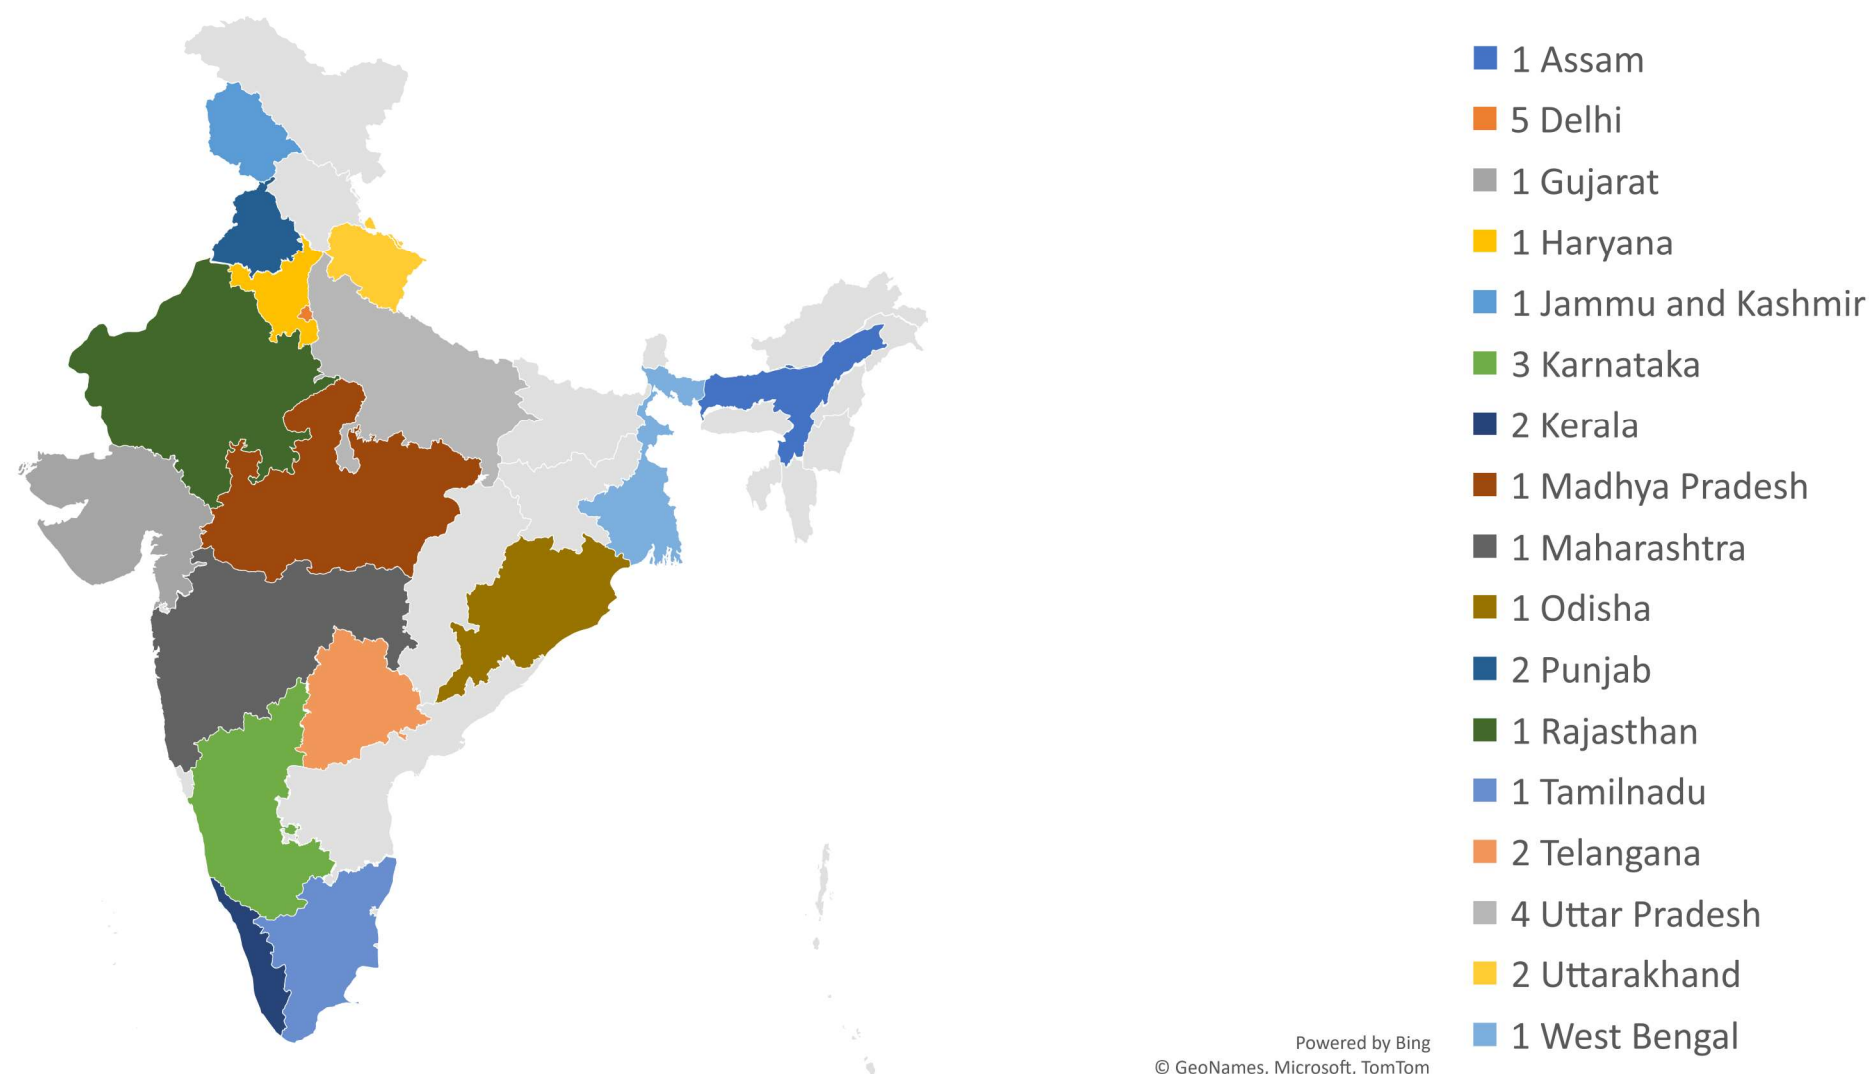 1 Assam
5 Delhi
1 Gujarat
1 Haryana
1 Jammu and Kashmir
3 Karnataka
2 Kerala
1 Madhya Pradesh
1 Maharashtra
1 Odisha
2 Punjab
1 Rajasthan
1 Tamilnadu
2 Telangana
4 Uttar Pradesh
2 Uttarakhand
1 West Bengal
Powered by Bing
© GeoNames, Microsoft, TomTom